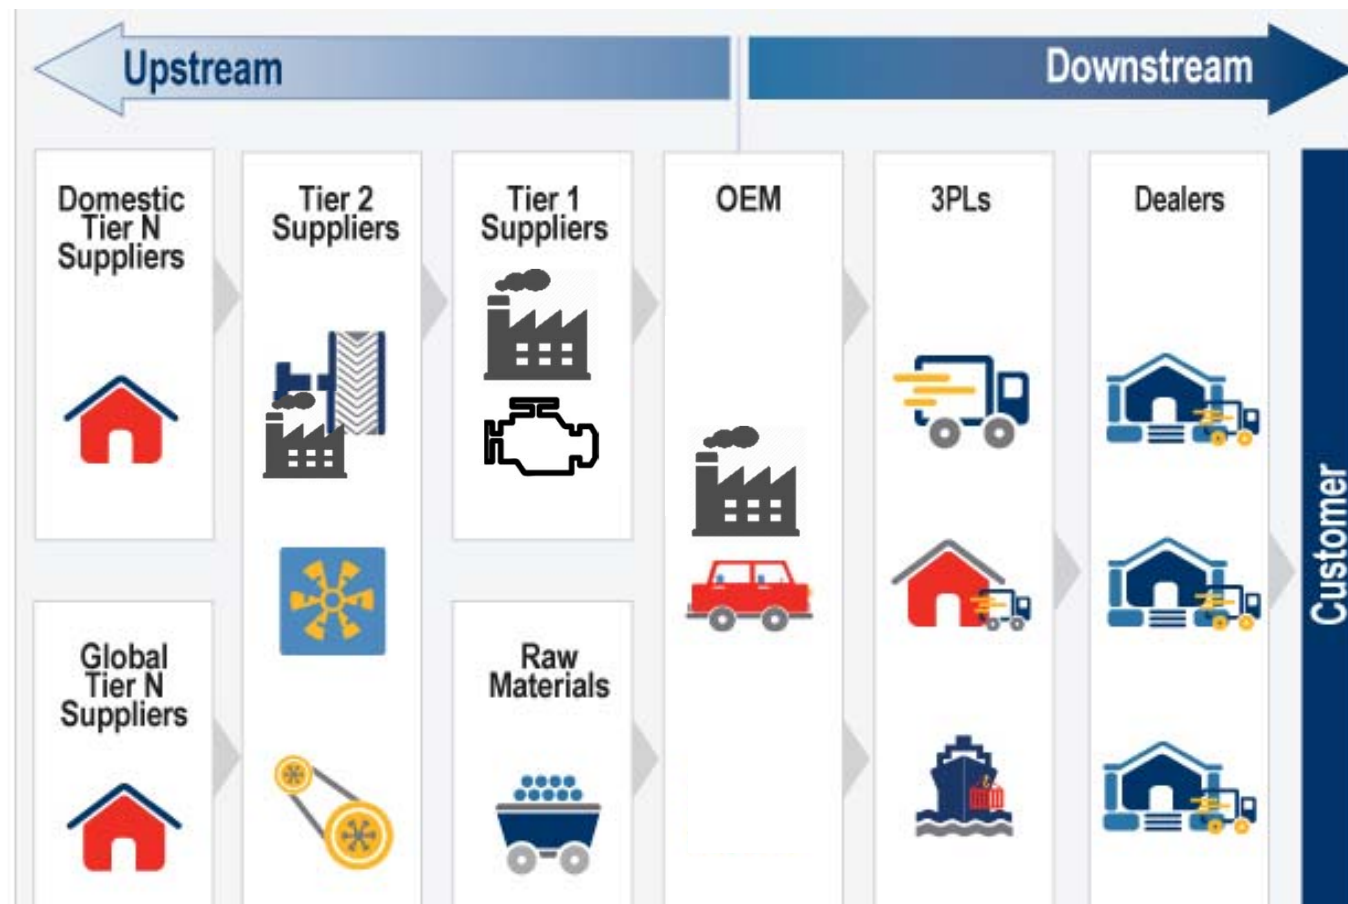 Upstream
Downstream
Domestic
Tier N
Suppliers
Tier 2
Suppliers
Tier 1
Suppliers
OEM
3PLs
Dealers
Global
Tier N
Suppliers
Raw
Materials
Customer